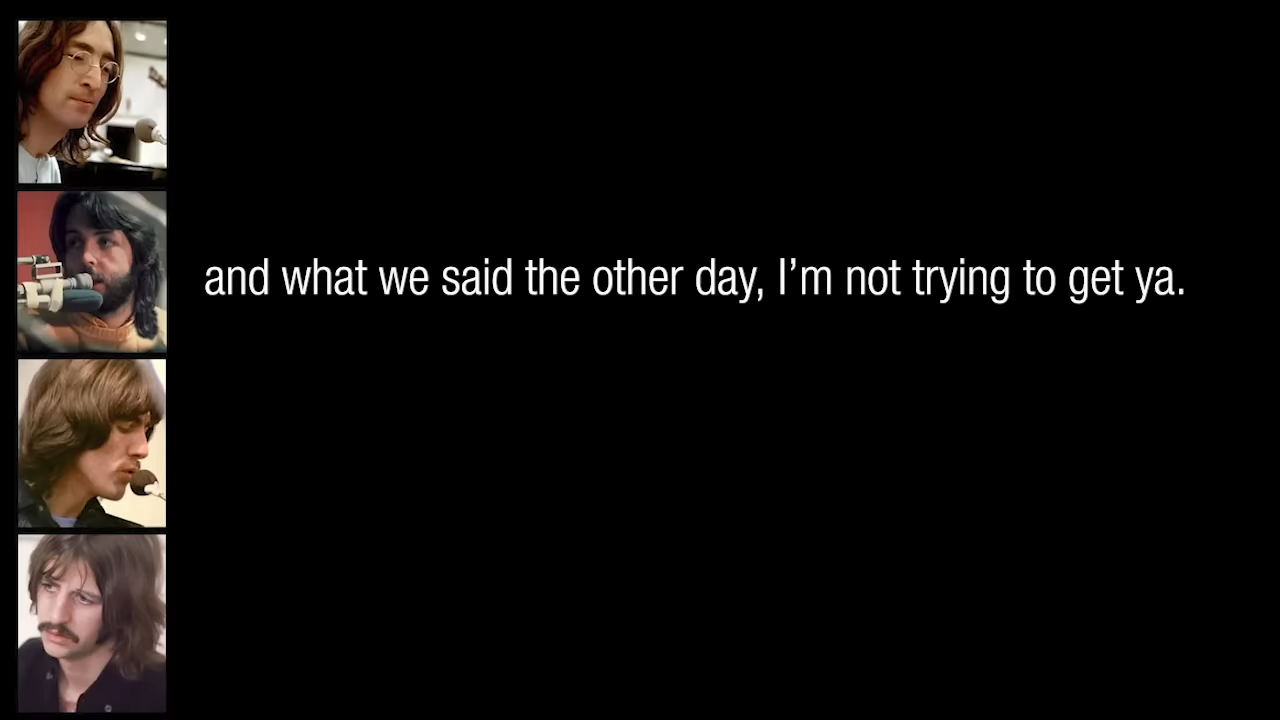 and what we said the other day, I’m not trying to get ya.